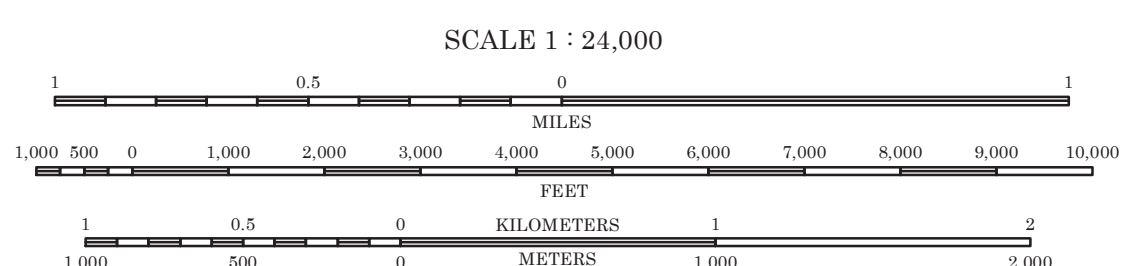 SCALE 1 : 24,000
1 0.5 0 1
MILES
1,000 500 0 1,000 2,000 3,000 4,000 5,000 6,000 7,000 8,000 9,000 10,000
FEET
1 0.5 0 KILOMETERS 1 2
1,000 500 0 METERS 1,000 2,000